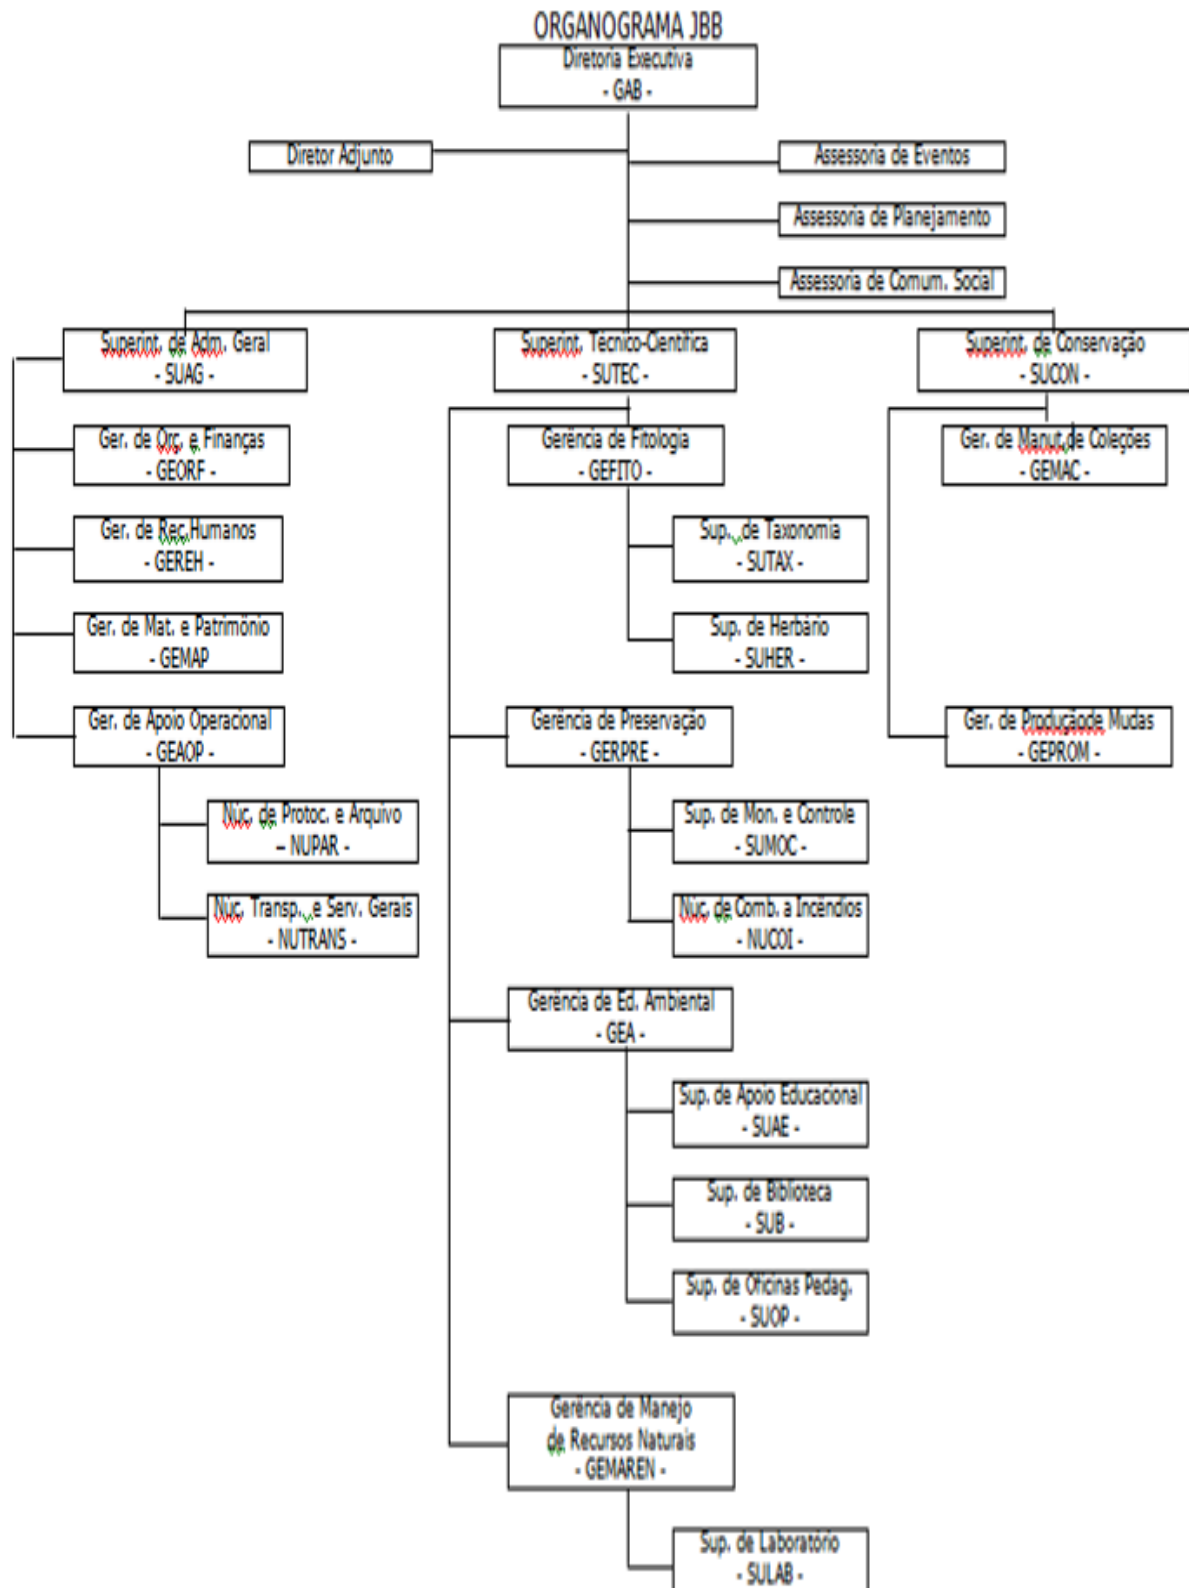 ORGANOGRAMA JBB
Diretoria Executiva
- GAB -
Diretor Adjunto
Assessoria de Eventos
Assessoria de Planejamento
Assessoria de Comum. Social
Superint. de Adm. Geral
- SUAG -
Superint. Técnico-Científica
- SUTEC -
Superint. de Conservação
- SUCON -
Ger. de Orç. e Finanças
- GEORF -
Gerência de Fitologia
- GEFITO -
Ger. de Manut.de Coleções
- GEMAC -
Ger. de Rec.Humanos
- GEREH -
Sup. de Taxonomia
- SUTAX -
Ger. de Mat. e Patrimônio
- GEMAP
Sup. de Herbário
- SUHER -
Ger. de Apoio Operacional
- GEAOP -
Gerência de Preservação
- GERPRE -
Ger. de Produçãode Mudas
- GEPROM -
Núc. de Protoc. e Arquivo
– NUPAR -
Sup. de Mon. e Controle
- SUMOC -
Núc. Transp. e Serv. Gerais
- NUTRANS -
Núc. de Comb. a Incêndios
- NUCOI -
Gerência de Ed. Ambiental
- GEA -
Sup. de Apoio Educacional
- SUAE -
Sup. de Biblioteca
- SUB -
Sup. de Oficinas Pedag.
- SUOP -
Gerência de Manejo
de Recursos Naturais
- GEMAREN -
Sup. de Laboratório
- SULAB -